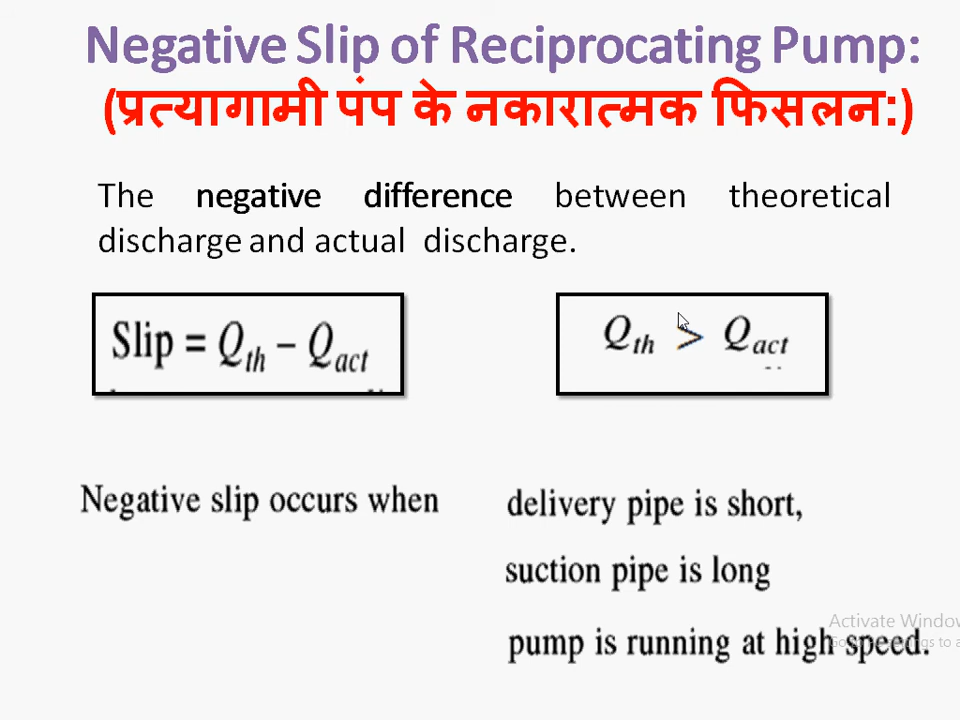 Negative Slip of Reciprocating Pump:
(प्रत्यागामी पंप के नकारात्मक फिसलन:)
The negative difference between theoretical
discharge and actual discharge.
Slip = Qth − Qact
Qth > Qact
Negative slip occurs when
delivery pipe is short,
suction pipe is long
Activate Window
pump is running at high speed.